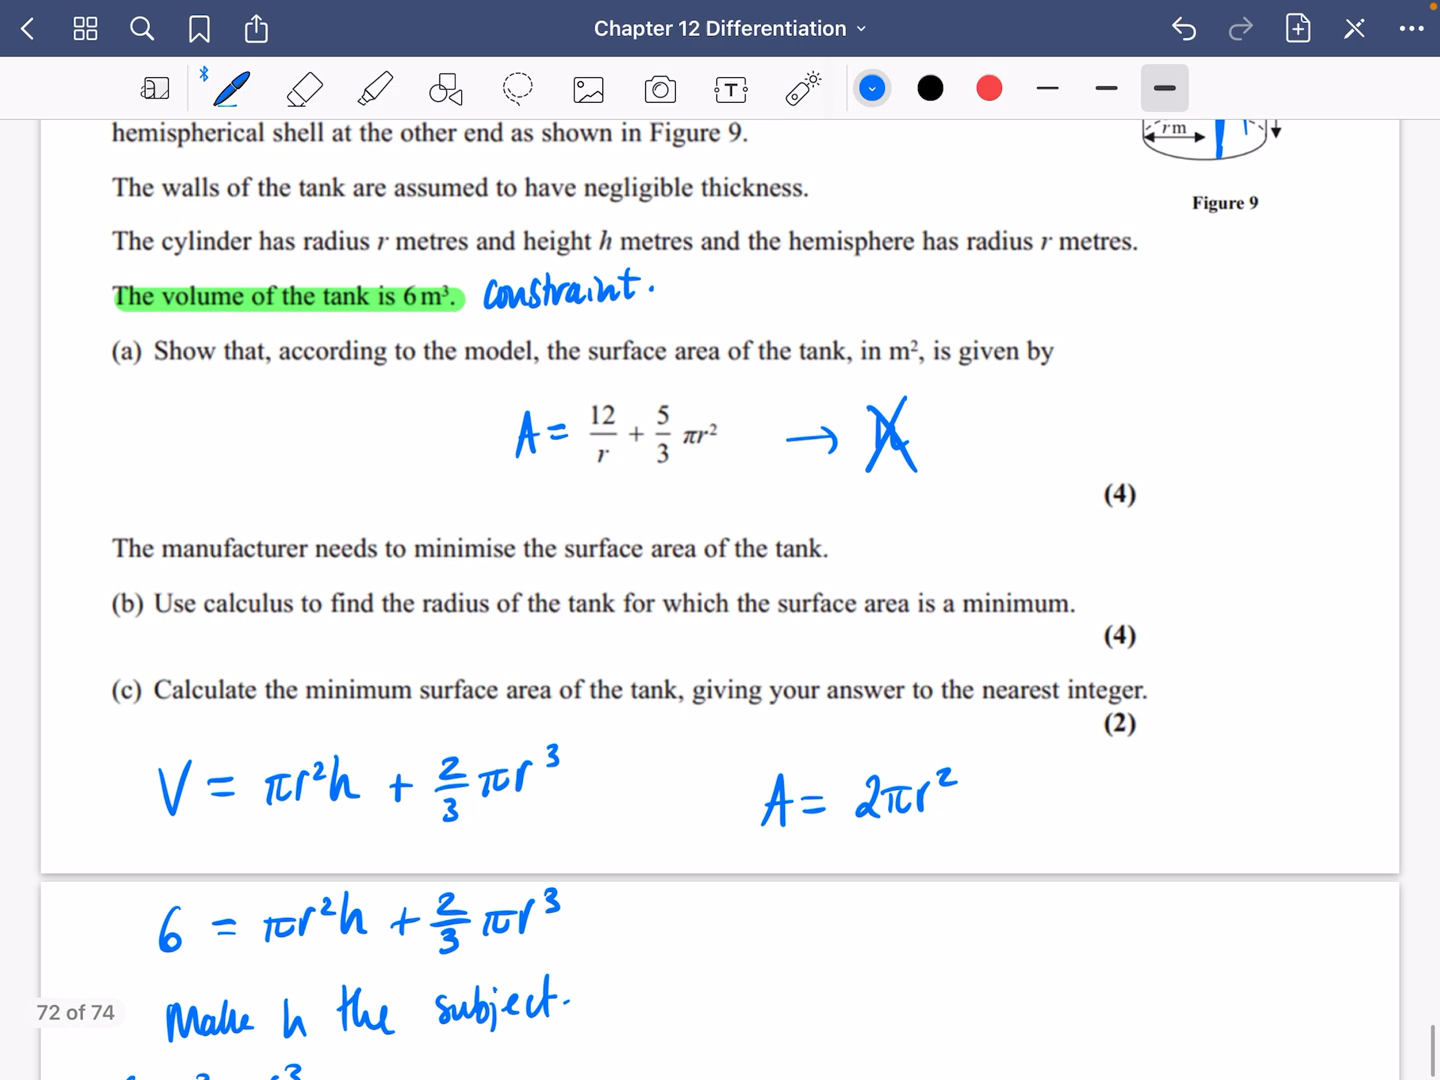 Chapter 12 Differentiation
T
hemispherical shell at the other end as shown in Figure 9.
r m
The walls of the tank are assumed to have negligible thickness.
Figure 9
The cylinder has radius r metres and height h metres and the hemisphere has radius r metres.
The volume of the tank is 6 m³. constraint.
(a) Show that, according to the model, the surface area of the tank, in m², is given by
A = 12/r + 5/3 πr² →
(4)
The manufacturer needs to minimise the surface area of the tank.
(b) Use calculus to find the radius of the tank for which the surface area is a minimum.
(4)
(c) Calculate the minimum surface area of the tank, giving your answer to the nearest integer.
(2)
V = πr²h + 2/3 πr³
A = 2πr²
6 = πr²h + 2/3 πr³
72 of 74
Make h the subject.